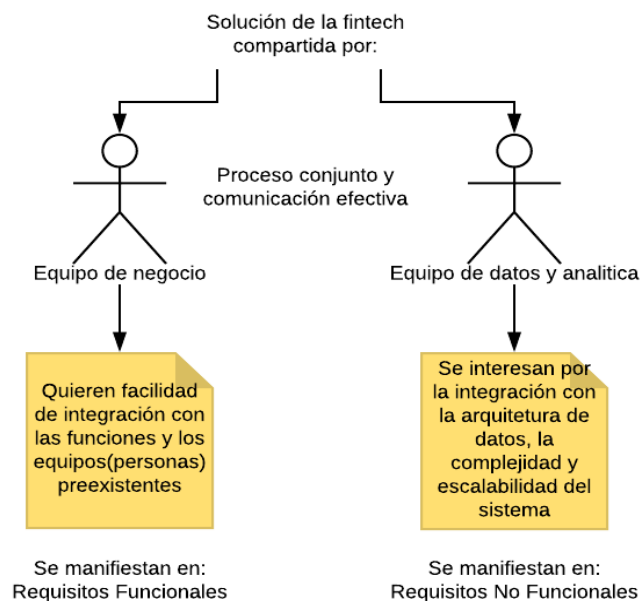 Solución de la fintech
compartida por:
Proceso conjunto y
comunicación efectiva
Equipo de negocio
Equipo de datos y analitica
Quieren facilidad
de integración con
las funciones y los
equipos(personas)
preexistentes
Se interesan por
la integración con
la arquitetura de
datos, la
complejidad y
escalabilidad del
sistema
Se manifiestan en:
Requisitos Funcionales
Se manifiestan en:
Requisitos No Funcionales